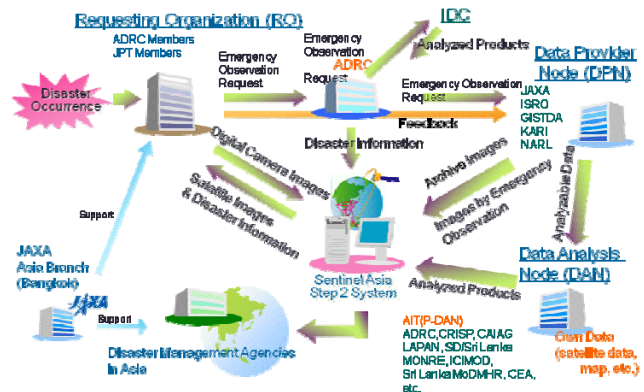 Requesting Organization (RO)
ADRC Members
JPT Members
IDC
Analyzed Products
Emergency
Observation
Request
Emergency
Observation
Request
ADRC
Data Provider
Node (DPN)
JAXA
ISRO
GISTDA
KARI
NARL
Disaster
Occurrence
Emergency Observation
Request
Feedback
Disaster Information
Digital Camera Images
Satellite Images
& Disaster Information
Archive Images
Images by Emergency
Observation
Analyzable Data
Support
JAXA
Asia Branch
(Bangkok)
JAXA
Support
Sentinel Asia
Step 2 System
Analyzed Products
Data Analysis
Node (DAN)
Disaster Management Agencies
in Asia
AIT(P-DAN)
ADRC,CRISP, CAIAG
LAPAN, SD/Sri Lanka
MONRE, ICIMOD,
Sri Lanka MoDMHR, CEA,
etc.
Own Data
(satellite data,
map, etc.)